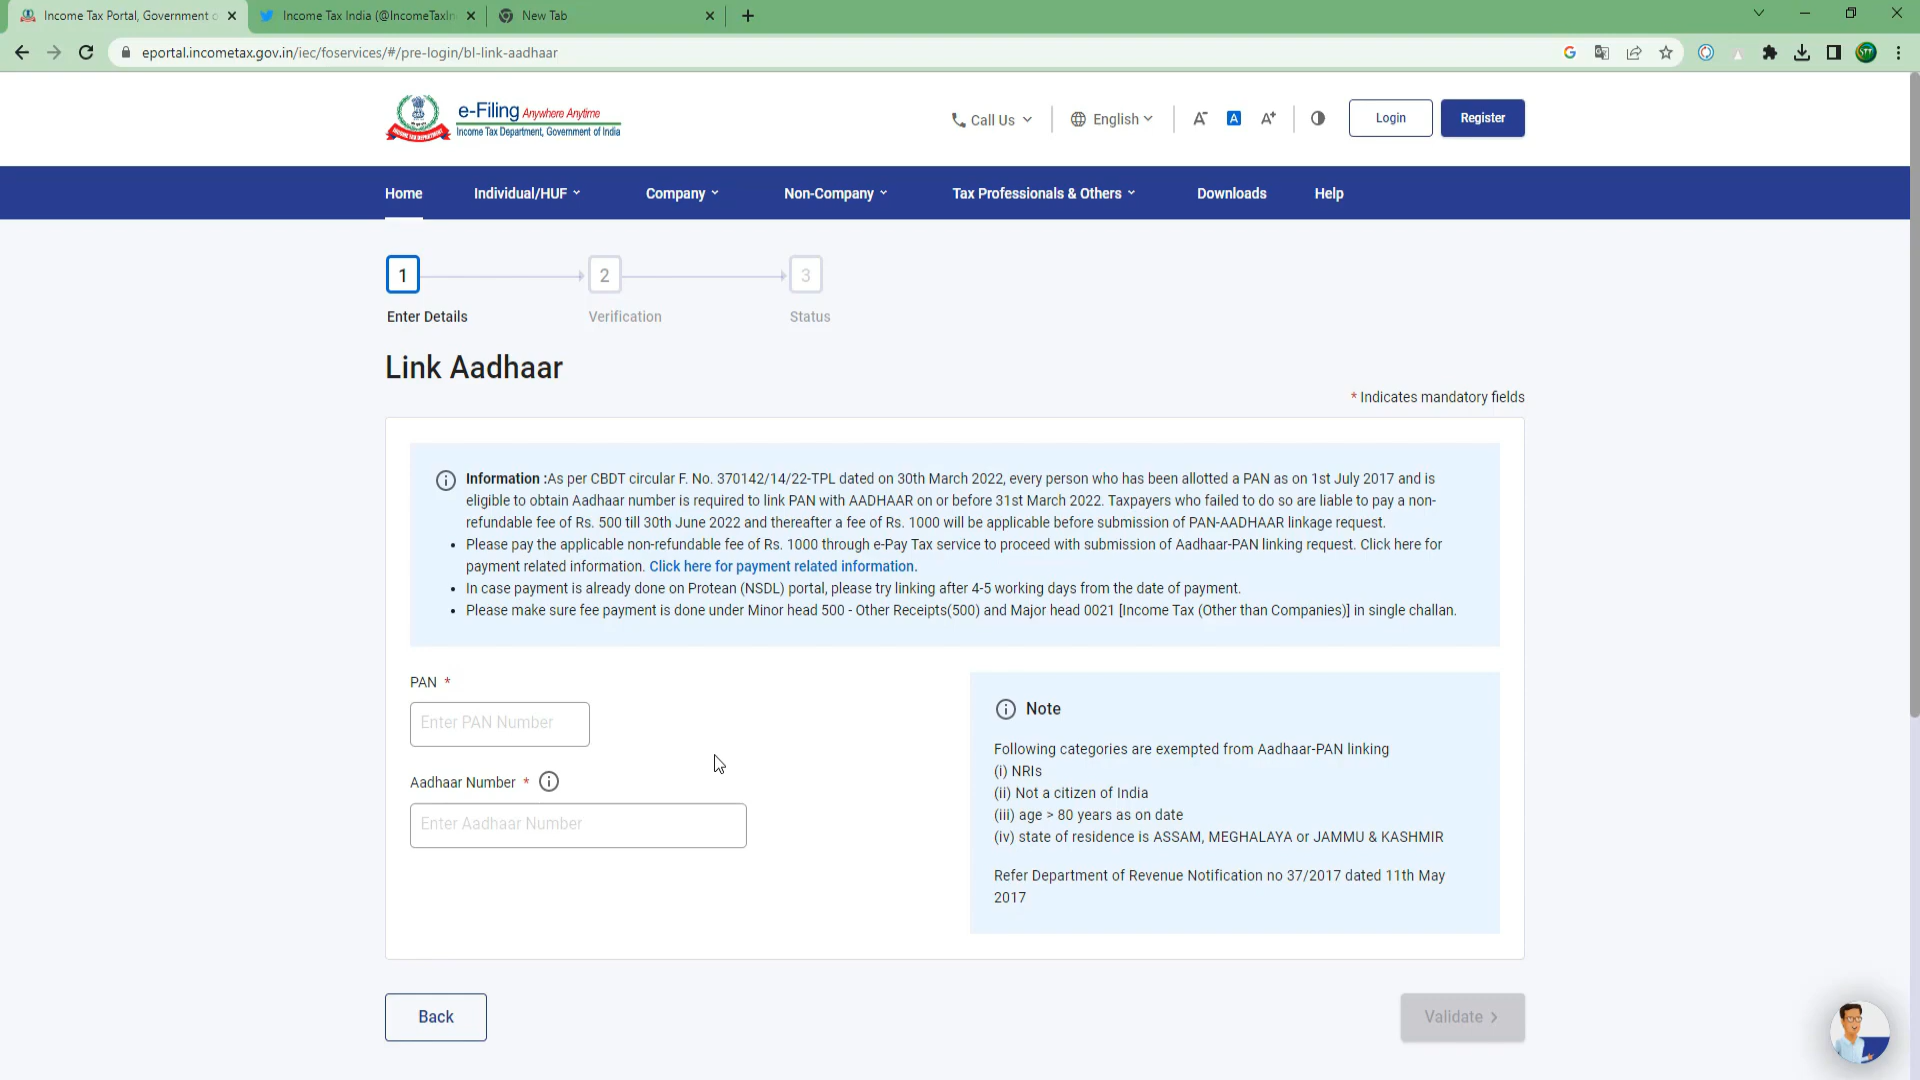 Income Tax Portal, Government o
Income Tax India (@IncomeTaxIn
New Tab
eportal.incometax.gov.in/iec/foservices/#/pre-login/bl-link-aadhaar
e-Filing Anywhere Anytime
Income Tax Department, Government of India
Call Us
English
A-
A
A+
Login
Register
Home
Individual/HUF
Company
Non-Company
Tax Professionals & Others
Downloads
Help
1
2
3
Enter Details
Verification
Status
Link Aadhaar
* Indicates mandatory fields
Information :As per CBDT circular F. No. 370142/14/22-TPL dated on 30th March 2022, every person who has been allotted a PAN as on 1st July 2017 and is
eligible to obtain Aadhaar number is required to link PAN with AADHAAR on or before 31st March 2022. Taxpayers who failed to do so are liable to pay a non-
refundable fee of Rs. 500 till 30th June 2022 and thereafter a fee of Rs. 1000 will be applicable before submission of PAN-AADHAAR linkage request.
• Please pay the applicable non-refundable fee of Rs. 1000 through e-Pay Tax service to proceed with submission of Aadhaar-PAN linking request. Click here for
payment related information. Click here for payment related information.
• In case payment is already done on Protean (NSDL) portal, please try linking after 4-5 working days from the date of payment.
• Please make sure fee payment is done under Minor head 500 - Other Receipts(500) and Major head 0021 [Income Tax (Other than Companies)] in single challan.
PAN *
Enter PAN Number
Aadhaar Number *
Enter Aadhaar Number
Note
Following categories are exempted from Aadhaar-PAN linking
(i) NRIs
(ii) Not a citizen of India
(iii) age > 80 years as on date
(iv) state of residence is ASSAM, MEGHALAYA or JAMMU & KASHMIR
Refer Department of Revenue Notification no 37/2017 dated 11th May
2017
Back
Validate >